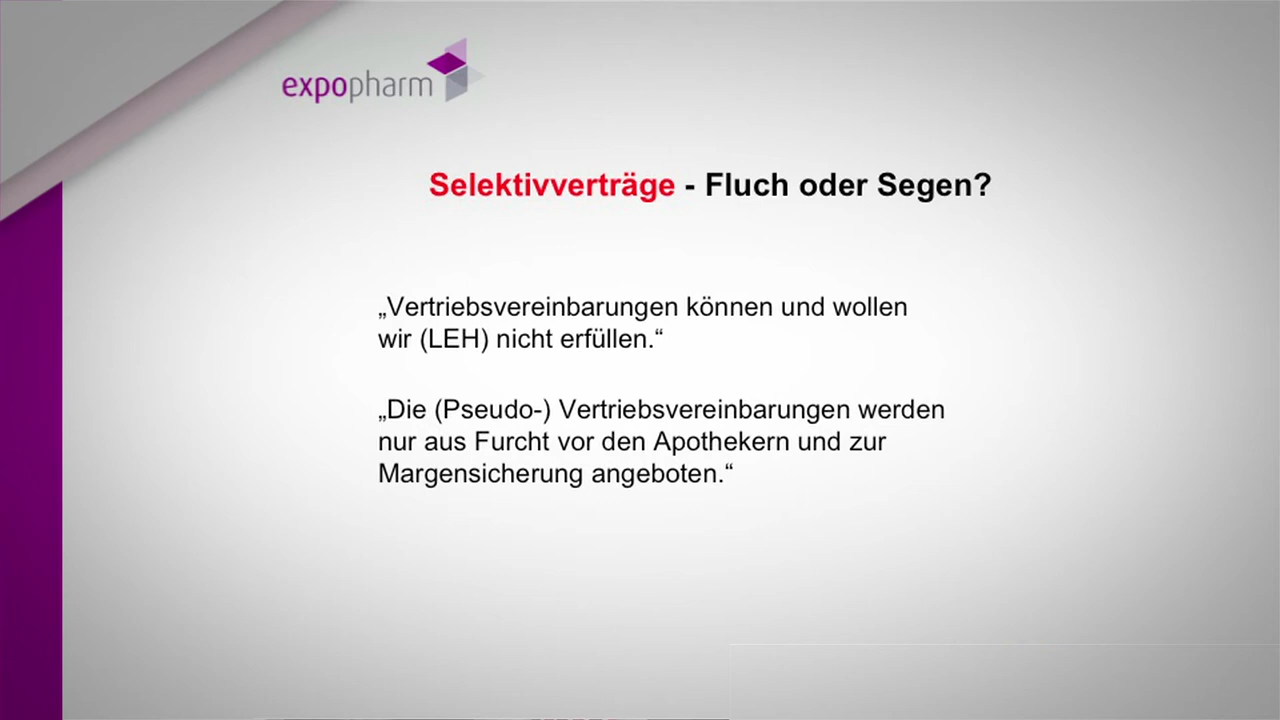 expopharm
Selektivverträge - Fluch oder Segen?
„Vertriebsvereinbarungen können und wollen
wir (LEH) nicht erfüllen.“
„Die (Pseudo-) Vertriebsvereinbarungen werden
nur aus Furcht vor den Apothekern und zur
Margensicherung angeboten.“